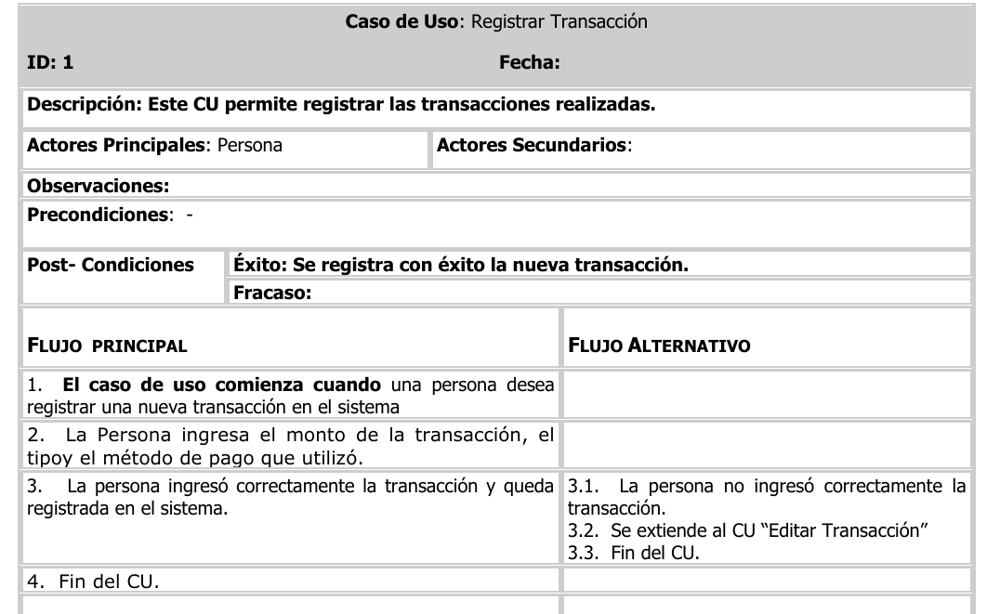 Caso de Uso: Registrar Transacción
ID: 1 Fecha:
Descripción: Este CU permite registrar las transacciones realizadas.
Actores Principales: Persona Actores Secundarios:
Observaciones:
Precondiciones: -
Post- Condiciones Éxito: Se registra con éxito la nueva transacción.
Fracaso:
FLUJO PRINCIPAL FLUJO ALTERNATIVO
1. El caso de uso comienza cuando una persona desea
registrar una nueva transacción en el sistema
2. La Persona ingresa el monto de la transacción, el
tipoy el método de pago que utilizó.
3. La persona ingresó correctamente la transacción y queda
registrada en el sistema.
3.1. La persona no ingresó correctamente la
transacción.
3.2. Se extiende al CU “Editar Transacción”
3.3. Fin del CU.
4. Fin del CU.